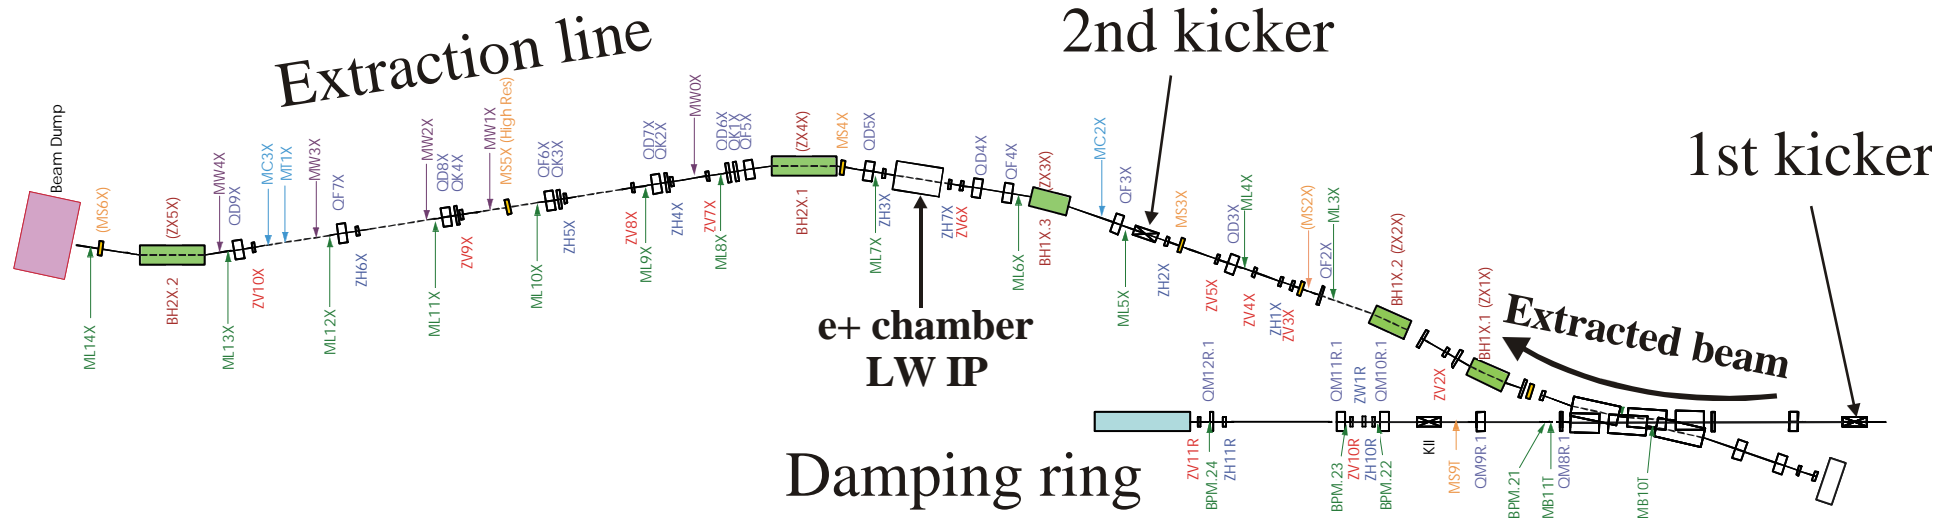 Extraction line
2nd kicker
1st kicker
Beam Dump
(MS6X)
ML14X
(ZX5X)
BH2X.2
MW4X
QD9X
ML13X
ZV10X
MC3X
MT1X
MW3X
QF7X
ML12X
ZH6X
MW2X
QD8X
QK4X
ML11X
ZV9X
MW1X
MS5X (High Res)
ML10X
QF6X
QK3X
ZH5X
ZV8X
ML9X
QD7X
QK2X
ZH4X
MW0X
ZV7X
ML8X
QD6X
QK1X
QF5X
(ZX4X)
BH2X.1
MS4X
QD5X
ML7X
ZH3X
ZH7X
ZV6X
QD4X
QF4X
ML6X
(ZX3X)
BH1X.3
MC2X
QF3X
ML5X
ZH2X
MS3X
ZV5X
QD3X
ML4X
ZV4X
ZH1X
ZV3X
(MS2X)
QF2X
ML3X
BH1X.2 (ZX2X)
ZV2X
BH1X.1 (ZX1X)
Extracted beam
e+ chamber
LW IP
Damping ring
ZV11R
BPM.24
QM12R.1
ZH11R
BPM.23
QM11R.1
ZV10R
ZW1R
ZH10R
QM10R.1
BPM.22
KII
MS9T
QM9R.1
BPM.21
MB11T
QM8R.1
MB10T